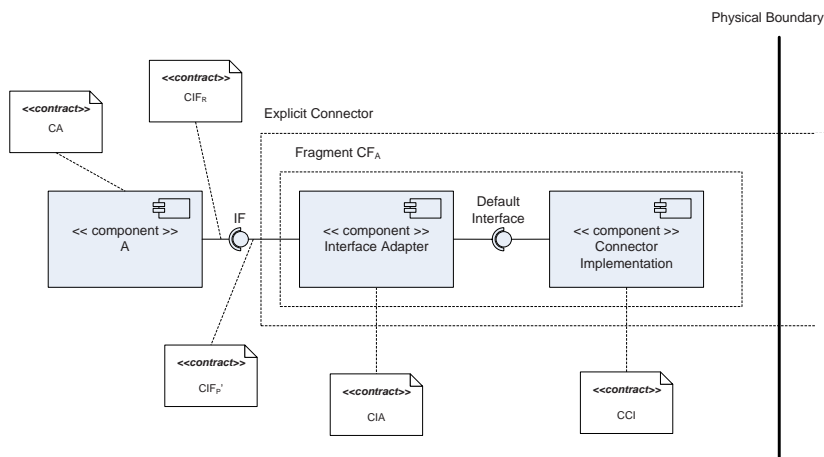 Physical Boundary
<<contract>>
CIF_R
<<contract>>
CA
Explicit Connector
Fragment CF_A
<< component >>
A
IF
<< component >>
Interface Adapter
Default
Interface
<< component >>
Connector
Implementation
<<contract>>
CIF_P'
<<contract>>
CIA
<<contract>>
CCI